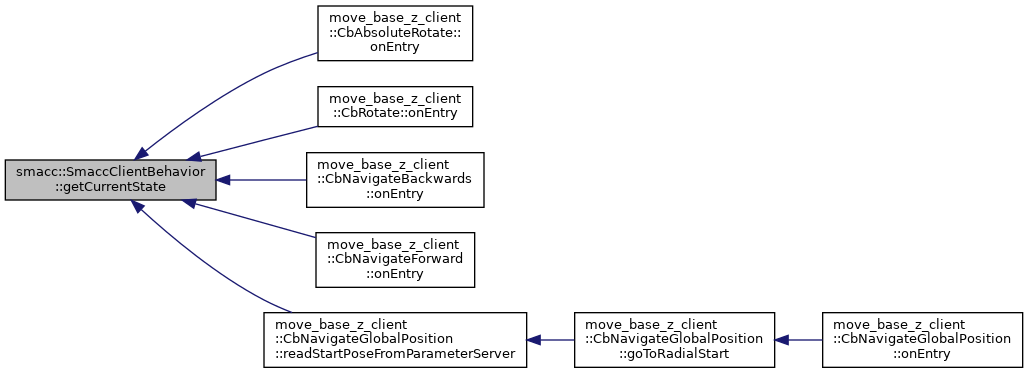 move_base_z_client
::CbAbsoluteRotate::
onEntry
move_base_z_client
::CbRotate::onEntry
smacc::SmaccClientBehavior
::getCurrentState
move_base_z_client
::CbNavigateBackwards
::onEntry
move_base_z_client
::CbNavigateForward
::onEntry
move_base_z_client
::CbNavigateGlobalPosition
::readStartPoseFromParameterServer
move_base_z_client
::CbNavigateGlobalPosition
::goToRadialStart
move_base_z_client
::CbNavigateGlobalPosition
::onEntry